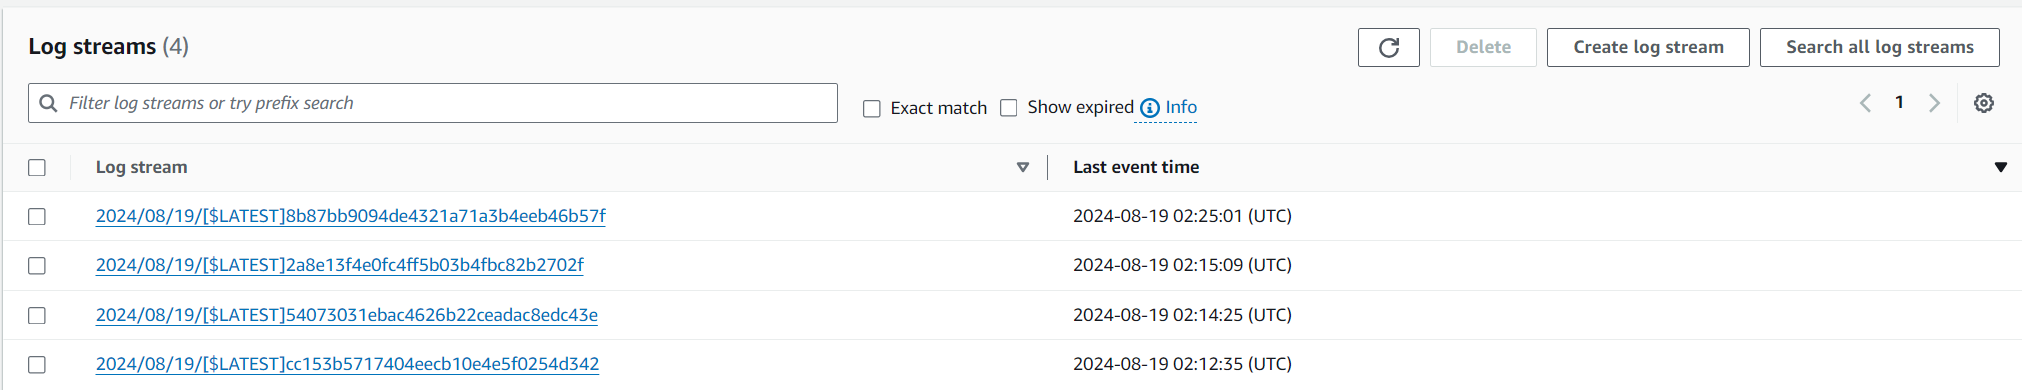 Log streams (4)
Delete
Create log stream
Search all log streams
Filter log streams or try prefix search
Exact match
Show expired
Info
1
Log stream
Last event time
2024/08/19/[$LATEST]8b87bb9094de4321a71a3b4eeb46b57f 2024-08-19 02:25:01 (UTC)
2024/08/19/[$LATEST]2a8e13f4e0fc4ff5b03b4fbc82b2702f 2024-08-19 02:15:09 (UTC)
2024/08/19/[$LATEST]54073031ebac4626b22ceadac8edc43e 2024-08-19 02:14:25 (UTC)
2024/08/19/[$LATEST]cc153b5717404eecb10e4e5f0254d342 2024-08-19 02:12:35 (UTC)